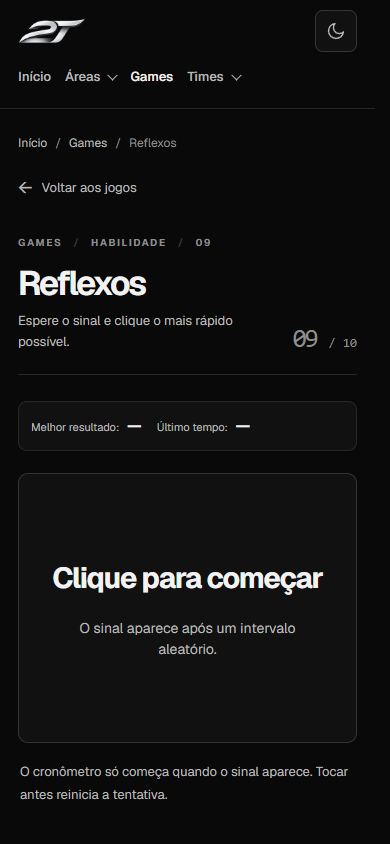 2T
Início Áreas Games Times
Início / Games / Reflexos
← Voltar aos jogos
GAMES / HABILIDADE / 09
Reflexos
Espere o sinal e clique o mais rápido
possível.
09 / 10
Melhor resultado: — Último tempo: —
Clique para começar
O sinal aparece após um intervalo
aleatório.
O cronômetro só começa quando o sinal aparece. Tocar
antes reinicia a tentativa.